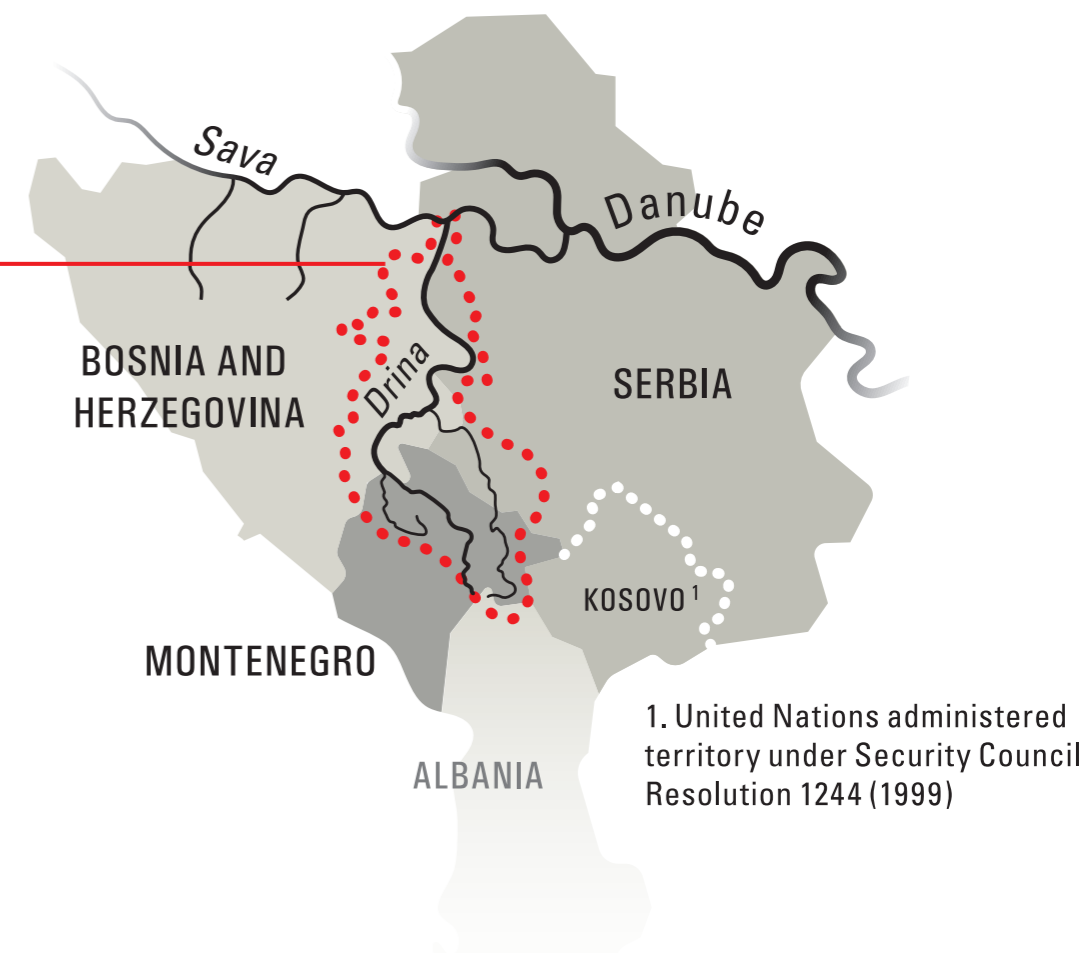 Sava
Danube
BOSNIA AND
HERZEGOVINA
Drina
SERBIA
KOSOVO 1
MONTENEGRO
1. United Nations administered
territory under Security Council
Resolution 1244 (1999)
ALBANIA